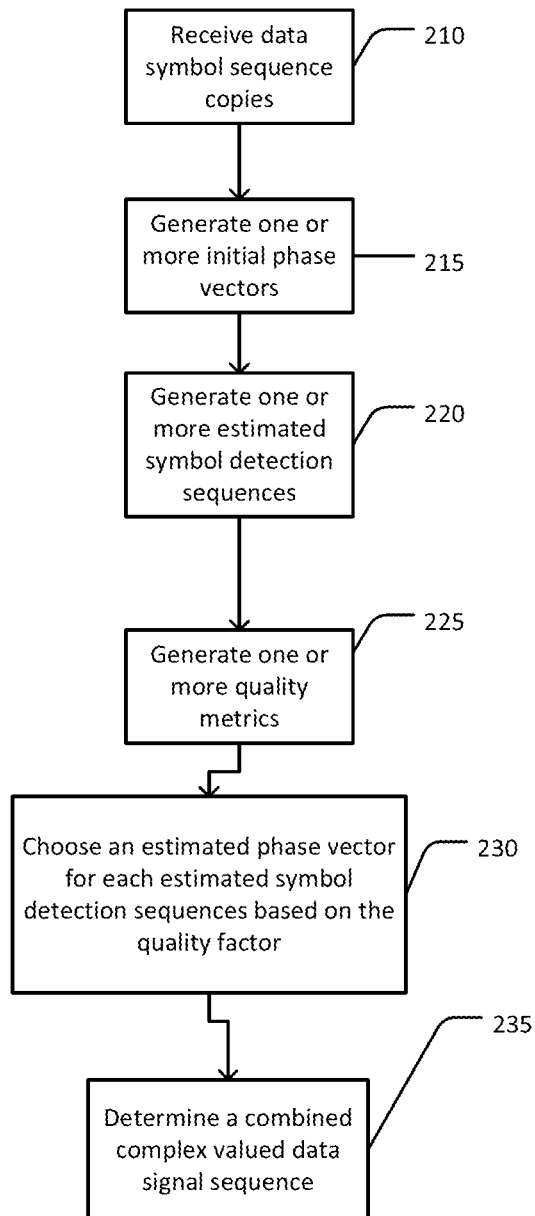 Receive data
symbol sequence
copies
210
Generate one or
more initial phase
vectors
215
Generate one or
more estimated
symbol detection
sequences
220
225
Generate one or
more quality
metrics
Choose an estimated phase vector
for each estimated symbol
detection sequences based on the
quality factor
230
235
Determine a combined
complex valued data
signal sequence